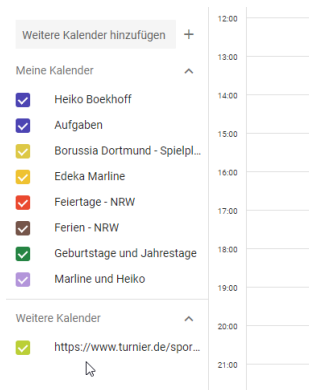 Weitere Kalender hinzufügen +
Meine Kalender
Heiko Boekhoff
Aufgaben
Borussia Dortmund - Spielpl...
Edeka Marline
Feiertage - NRW
Ferien - NRW
Geburtstage und Jahrestage
Marline und Heiko
Weitere Kalender
https://www.turnier.de/spor...
12:00
13:00
14:00
15:00
16:00
17:00
18:00
19:00
20:00
21:00